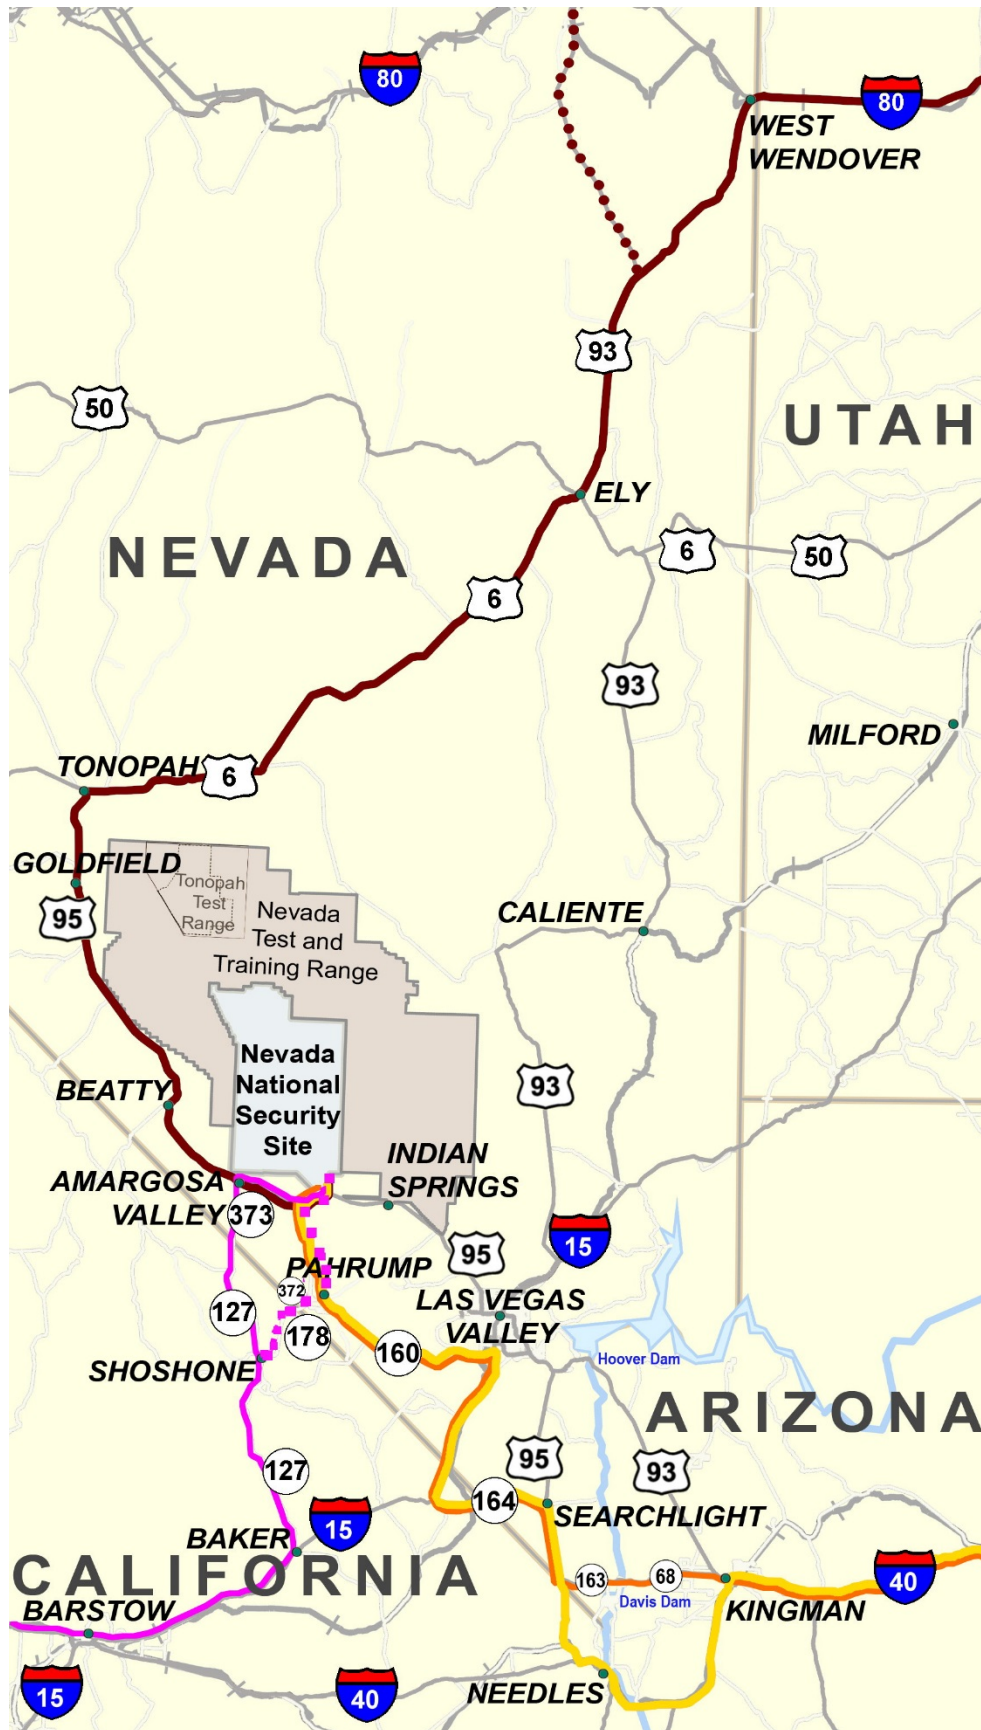 80
80
WEST
WENDOVER
93
50
UTAH
ELY
NEVADA
6
50
6
93
MILFORD
TONOPAH
6
GOLDFIELD
Tonopah
Test
Range
95
Nevada
Test and
Training Range
CALIENTE
Nevada
National
Security
Site
93
BEATTY
INDIAN
SPRINGS
AMARGOSA
VALLEY
373
15
95
PAHRUMP
372
127
178
LAS VEGAS
VALLEY
160
Hoover Dam
SHOSHONE
ARIZONA
127
95
93
164
SEARCHLIGHT
15
BAKER
CALIFORNIA
163
68
Davis Dam
40
KINGMAN
BARSTOW
15
40
NEEDLES